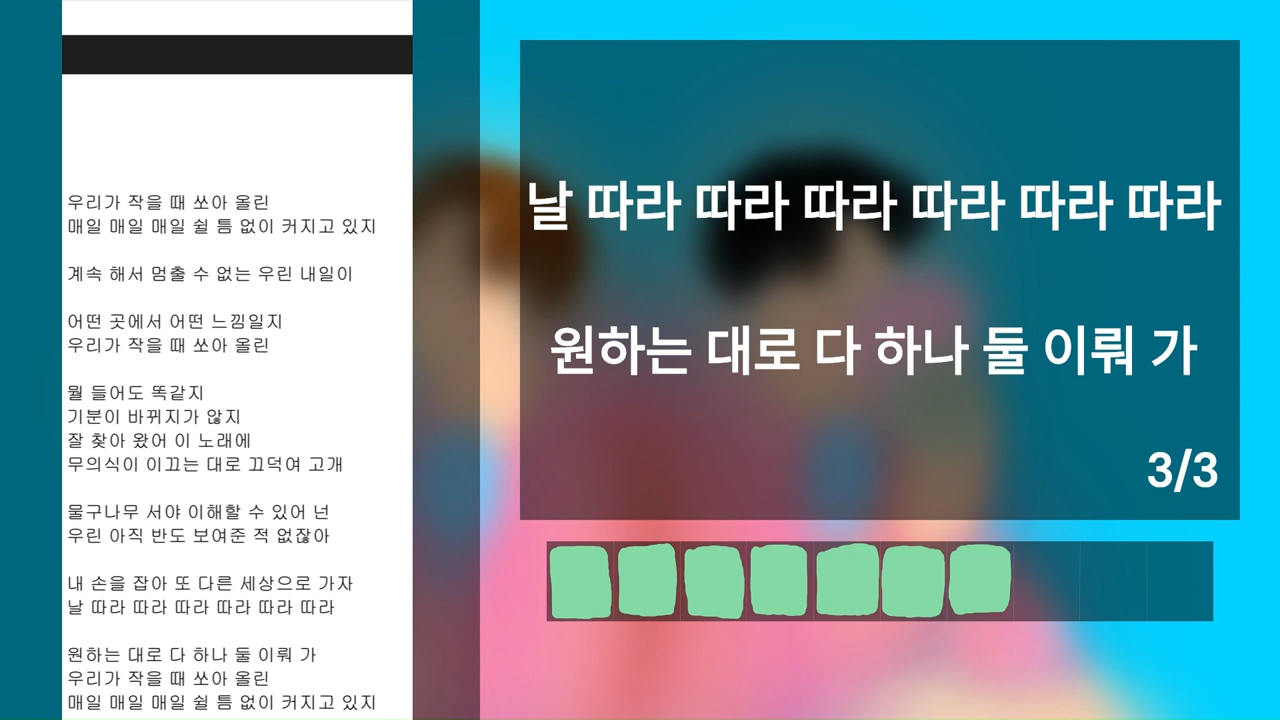 우리가 작을 때 쏘아 올린
매일 매일 매일 쉴 틈 없이 커지고 있지
계속 해서 멈출 수 없는 우린 내일이
어떤 곳에서 어떤 느낌일지
우리가 작을 때 쏘아 올린
뭘 들어도 똑같지
기분이 바뀌지가 않지
잘 찾아 왔어 이 노래에
무의식이 이끄는 대로 끄덕여 고개
물구나무 서야 이해할 수 있어 넌
우린 아직 반도 보여준 적 없잖아
내 손을 잡아 또 다른 세상으로 가자
날 따라 따라 따라 따라 따라 따라
원하는 대로 다 하나 둘 이뤄 가
우리가 작을 때 쏘아 올린
매일 매일 매일 쉴 틈 없이 커지고 있지
날 따라 따라 따라 따라 따라 따라
원하는 대로 다 하나 둘 이뤄 가
3/3